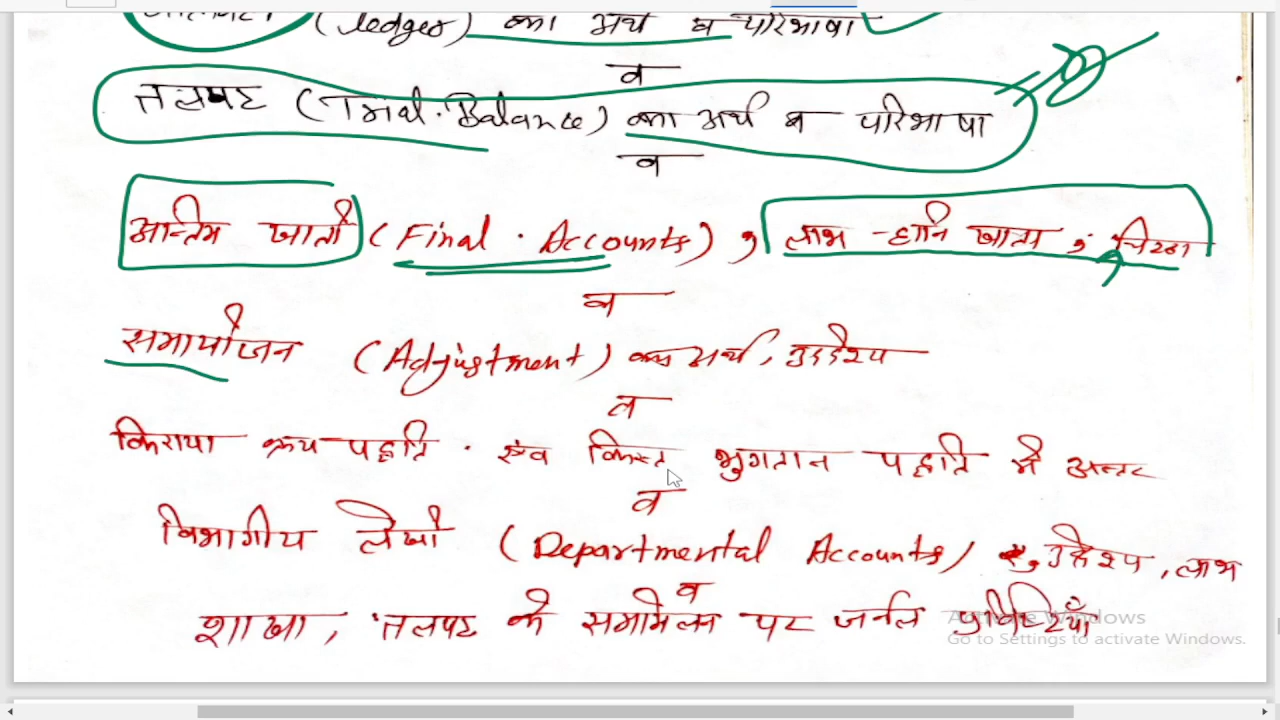 (Ledger) का अर्थ व परिभाषा
व
तलपट (Trial. Balance) का अर्थ व परिभाषा
व
अन्तिम खातों (Final. Accounts), लाभ-हानि खाता, चिट्ठा
व
समायोजन (Adjustment) का अर्थ, उद्देश्य
व
किराया क्रय पद्धति. एंव किस्त भुगतान पद्धति मे अन्तर
व
विभागीय लेखों (Departmental Accounts) उद्देश्य, लाभ
व
शाखा, तलपट के समामेलन पर जर्नल प्रविष्टियाँ
Activate Windows
Go to Settings to activate Windows.